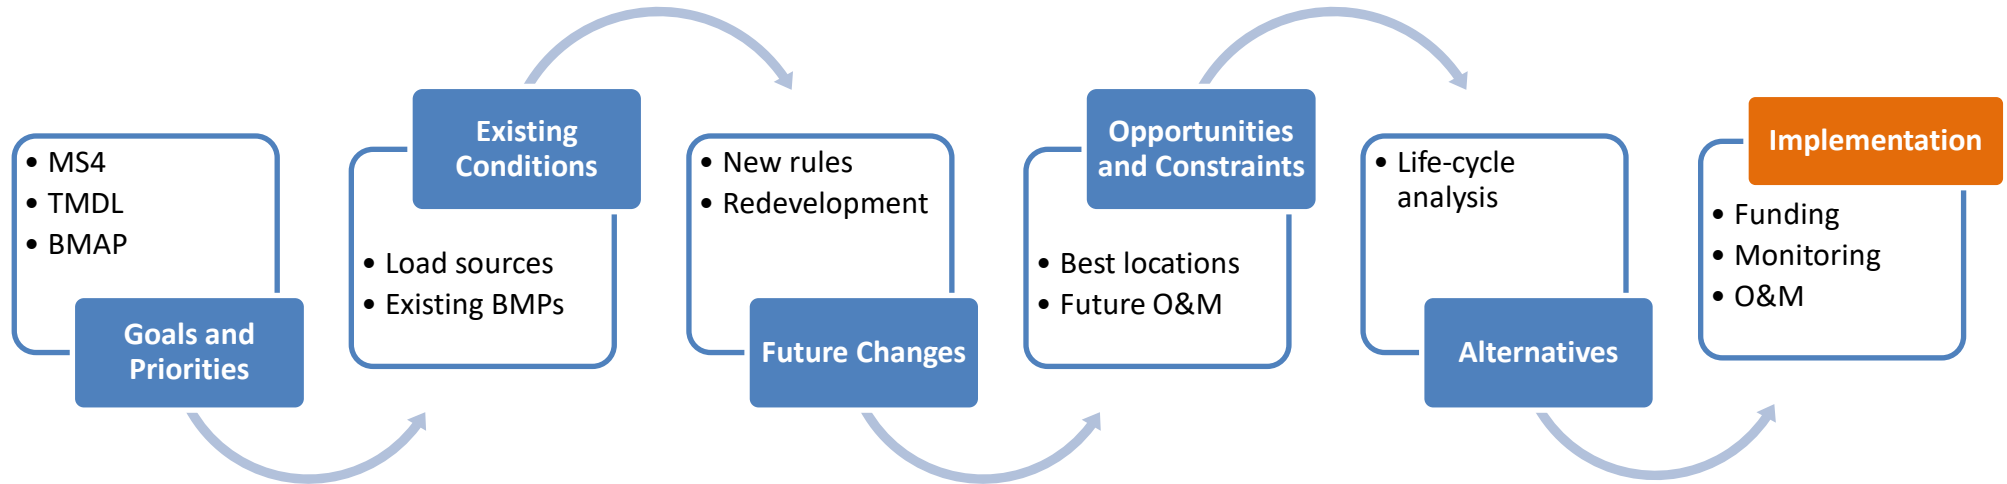 • MS4
• TMDL
• BMAP
Goals and
Priorities
Existing
Conditions
• Load sources
• Existing BMPs
• New rules
• Redevelopment
Future Changes
Opportunities
and Constraints
• Best locations
• Future O&M
• Life-cycle
analysis
Alternatives
Implementation
• Funding
• Monitoring
• O&M